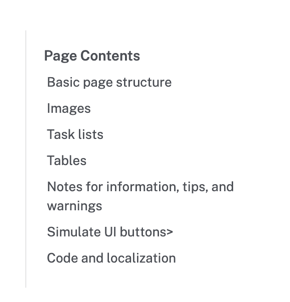 Page Contents
Basic page structure
Images
Task lists
Tables
Notes for information, tips, and
warnings
Simulate UI buttons>
Code and localization